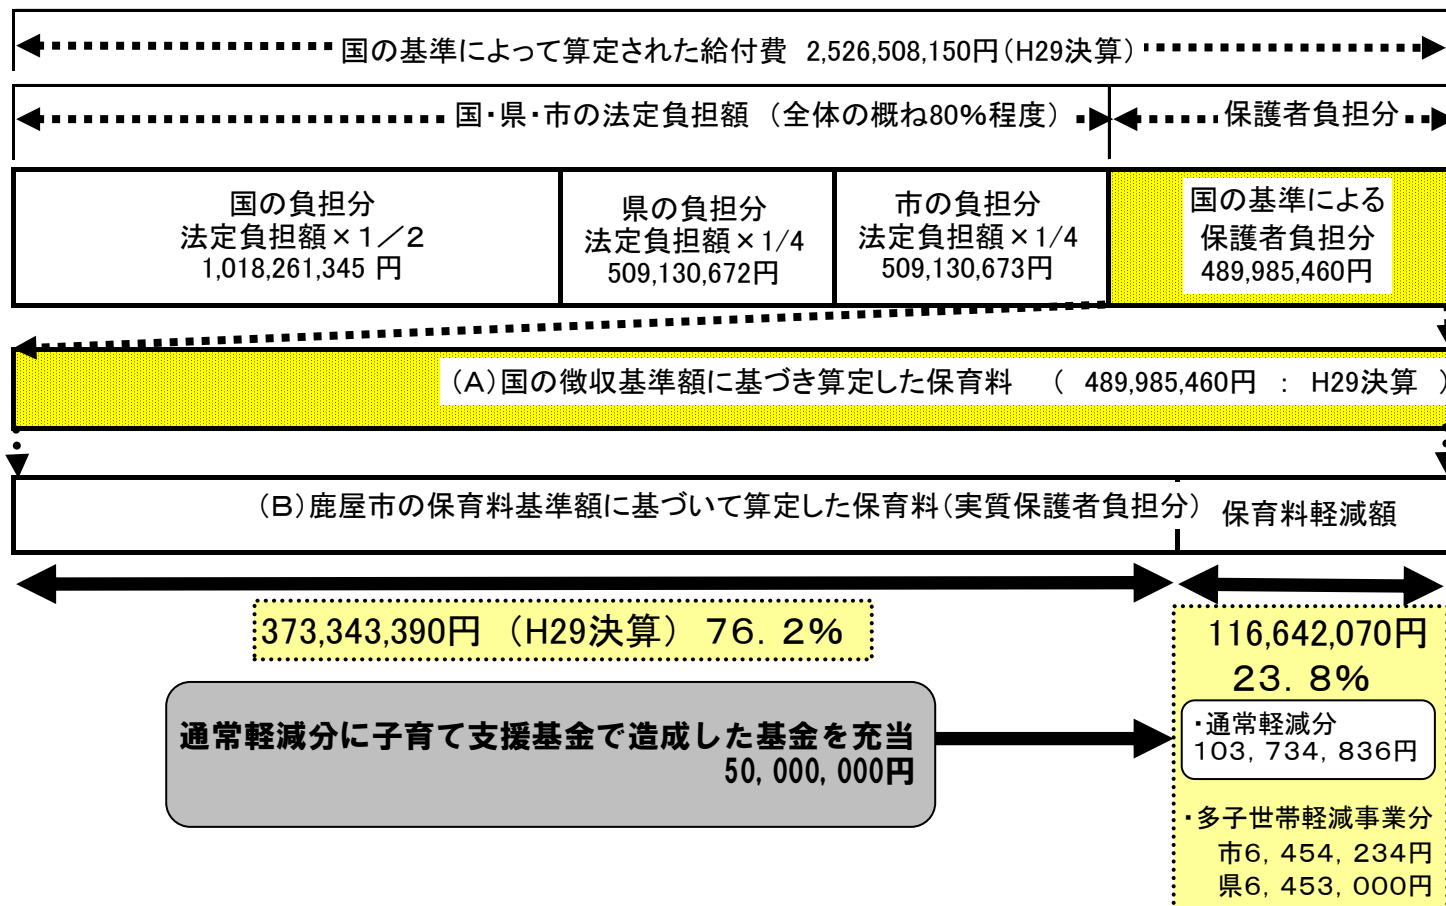 国の基準によって算定された給付費 2,526,508,150円(H29決算)
国・県・市の法定負担額 (全体の概ね80%程度)
保護者負担分
国の負担分
法定負担額×1／2
1,018,261,345 円
県の負担分
法定負担額×1/4
509,130,672円
市の負担分
法定負担額×1/4
509,130,673円
国の基準による
保護者負担分
489,985,460円
(A)国の徴収基準額に基づき算定した保育料 ( 489,985,460円 : H29決算 )
(B)鹿屋市の保育料基準額に基づいて算定した保育料(実質保護者負担分)
保育料軽減額
373,343,390円 (H29決算) 76.2%
116,642,070円
23.8%
通常軽減分に子育て支援基金で造成した基金を充当
50,000,000円
・通常軽減分
103,734,836円
・多子世帯軽減事業分
市6,454,234円
県6,453,000円